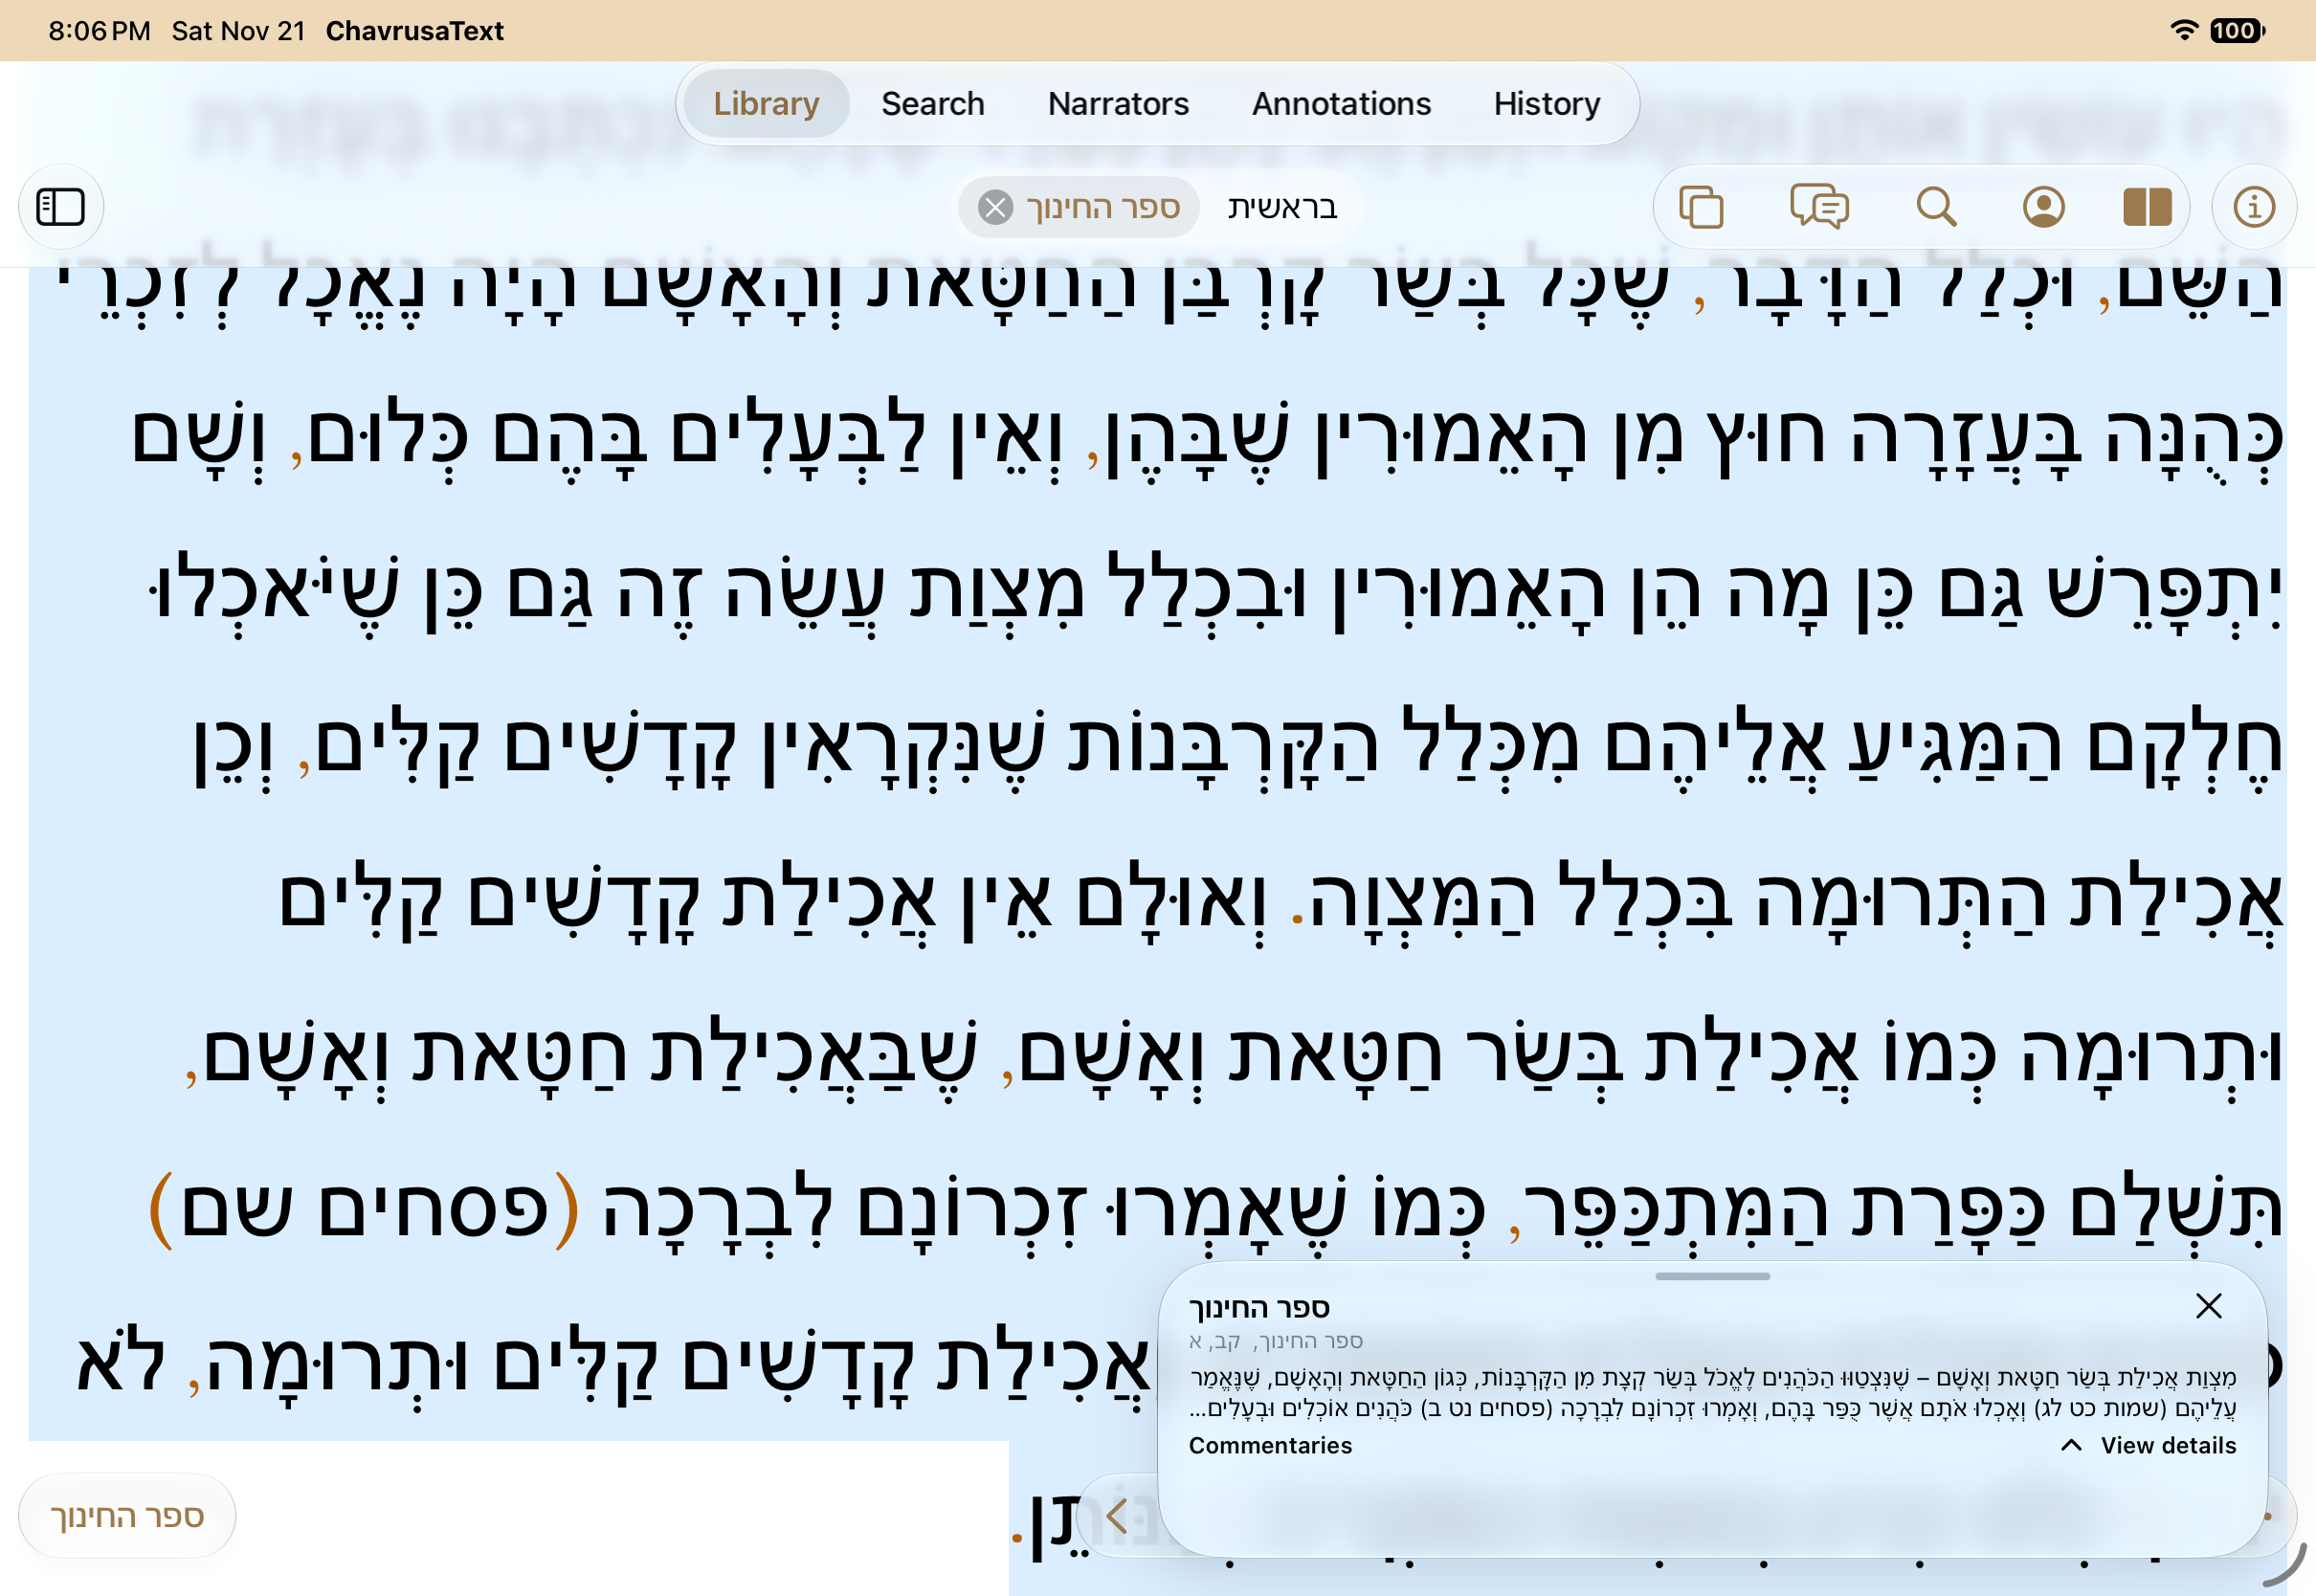 8:06 PM Sat Nov 21 ChavrusaText
100
Library Search Narrators Annotations History
בראשית ספר החינוך
הַשֵּׁם, וּכְלַל הַדָּבָר, שֶׁכָּל בְּשַׂר קָרְבַּן הַחַטָּאת וְהָאָשָׁם הָיָה נֶאֱכָל לְזִכְרֵי
כְּהֻנָּה בָּעֲזָרָה חוּץ מִן הָאֵמוּרִין שֶׁבָּהֶן, וְאֵין לַבְּעָלִים בָּהֶם כְּלוּם, וְשָׁם
יִתְפָּרֵשׁ גַּם כֵּן מָה הֵן הָאֵמוּרִין וּבִכְלַל מִצְוַת עֲשֵׂה זֶה גַּם כֵּן שֶׁיֹּאכְלוּ
חֶלְקָם הַמַּגִּיעַ אֲלֵיהֶם מִכְּלַל הַקָּרְבָּנוֹת שֶׁנִּקְרָאִין קָדָשִׁים קַלִּים, וְכֵן
אֲכִילַת הַתְּרוּמָה בִּכְלַל הַמִּצְוָה. וְאוּלָם אֵין אֲכִילַת קָדָשִׁים קַלִּים
וּתְרוּמָה כְּמוֹ אֲכִילַת בְּשַׂר חַטָּאת וְאָשָׁם, שֶׁבַּאֲכִילַת חַטָּאת וְאָשָׁם,
תִּשְׁלַם כַּפָּרַת הַמִּתְכַּפֵּר, כְּמוֹ שֶׁאָמְרוּ זִכְרוֹנָם לִבְרָכָה (פסחים שם)
וַאֲכִילַת קָדָשִׁים קַלִּים וּתְרוּמָה, לֹא
ספר החינוך
ספר החינוך, קב, א
מִצְוַת אֲכִילַת בְּשַׂר חַטָּאת וְאָשָׁם – שֶׁנִּצְטַוּוּ הַכֹּהֲנִים לֶאֱכֹל בְּשַׂר קְצָת מִן הַקָּרְבָּנוֹת, כְּגוֹן הַחַטָּאת וְהָאָשָׁם, שֶׁנֶּאֱמַר
עֲלֵיהֶם (שמות כט לג) וְאָכְלוּ אֹתָם אֲשֶׁר כֻּפַּר בָּהֶם, וְאָמְרוּ זִכְרוֹנָם לִבְרָכָה (פסחים נט ב) כֹּהֲנִים אוֹכְלִים וּבְעָלִים...
Commentaries View details
ספר החינוך